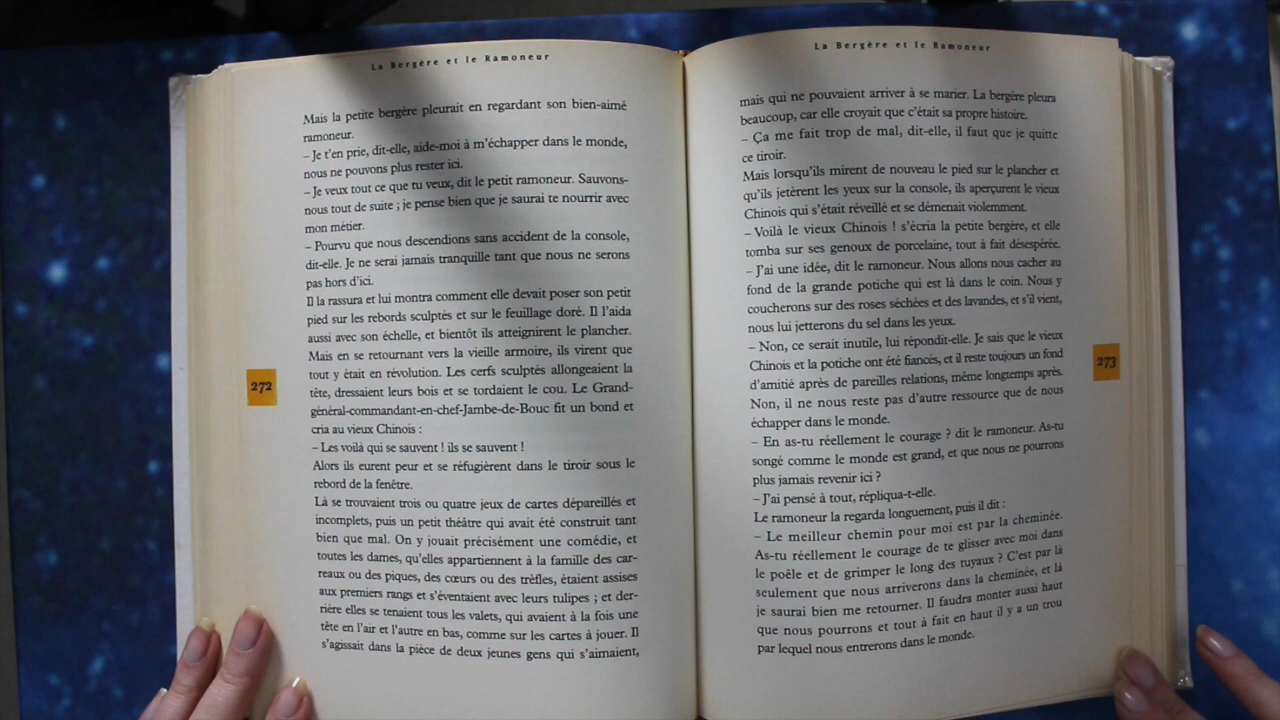 La Bergère et le Ramoneur
Mais la petite bergère pleurait en regardant son bien-aimé
ramoneur.
– Je t'en prie, dit-elle, aide-moi à m'échapper dans le monde,
nous ne pouvons plus rester ici.
– Je veux tout ce que tu veux, dit le petit ramoneur. Sauvons-
nous tout de suite ; je pense bien que je saurai te nourrir avec
mon métier.
– Pourvu que nous descendions sans accident de la console,
dit-elle. Je ne serai jamais tranquille tant que nous ne serons
pas hors d'ici.
Il la rassura et lui montra comment elle devait poser son petit
pied sur les rebords sculptés et sur le feuillage doré. Il l'aida
aussi avec son échelle, et bientôt ils atteignirent le plancher.
Mais en se retournant vers la vieille armoire, ils virent que
tout y était en révolution. Les cerfs sculptés allongeaient la
tête, dressaient leurs bois et se tordaient le cou. Le Grand-
général-commandant-en-chef-Jambe-de-Bouc fit un bond et
cria au vieux Chinois :
– Les voilà qui se sauvent ! ils se sauvent !
Alors ils eurent peur et se réfugièrent dans le tiroir sous le
rebord de la fenêtre.
Là se trouvaient trois ou quatre jeux de cartes dépareillés et
incomplets, puis un petit théâtre qui avait été construit tant
bien que mal. On y jouait précisément une comédie, et
toutes les dames, qu'elles appartiennent à la famille des car-
reaux ou des piques, des cœurs ou des trèfles, étaient assises
aux premiers rangs et s'éventaient avec leurs tulipes ; et der-
rière elles se tenaient tous les valets, qui avaient à la fois une
tête en l'air et l'autre en bas, comme sur les cartes à jouer. Il
s'agissait dans la pièce de deux jeunes gens qui s'aimaient,
272
La Bergère et le Ramoneur
mais qui ne pouvaient arriver à se marier. La bergère pleura
beaucoup, car elle croyait que c'était sa propre histoire.
– Ça me fait trop de mal, dit-elle, il faut que je quitte
ce tiroir.
Mais lorsqu'ils mirent de nouveau le pied sur le plancher et
qu'ils jetèrent les yeux sur la console, ils aperçurent le vieux
Chinois qui s'était réveillé et se démenait violemment.
– Voilà le vieux Chinois ! s'écria la petite bergère, et elle
tomba sur ses genoux de porcelaine, tout à fait désespérée.
– J'ai une idée, dit le ramoneur. Nous allons nous cacher au
fond de la grande potiche qui est là dans le coin. Nous y
coucherons sur des roses séchées et des lavandes, et s'il vient,
nous lui jetterons du sel dans les yeux.
– Non, ce serait inutile, lui répondit-elle. Je sais que le vieux
Chinois et la potiche ont été fiancés, et il reste toujours un fond
d'amitié après de pareilles relations, même longtemps après.
Non, il ne nous reste pas d'autre ressource que de nous
échapper dans le monde.
– En as-tu réellement le courage ? dit le ramoneur. As-tu
songé comme le monde est grand, et que nous ne pourrons
plus jamais revenir ici ?
– J'ai pensé à tout, répliqua-t-elle.
Le ramoneur la regarda longuement, puis il dit :
– Le meilleur chemin pour moi est par la cheminée.
As-tu réellement le courage de te glisser avec moi dans
le poêle et de grimper le long des tuyaux ? C'est par là
seulement que nous arriverons dans la cheminée, et là
je saurai bien me retourner. Il faudra monter aussi haut
que nous pourrons et tout à fait en haut il y a un trou
par lequel nous entrerons dans le monde.
273